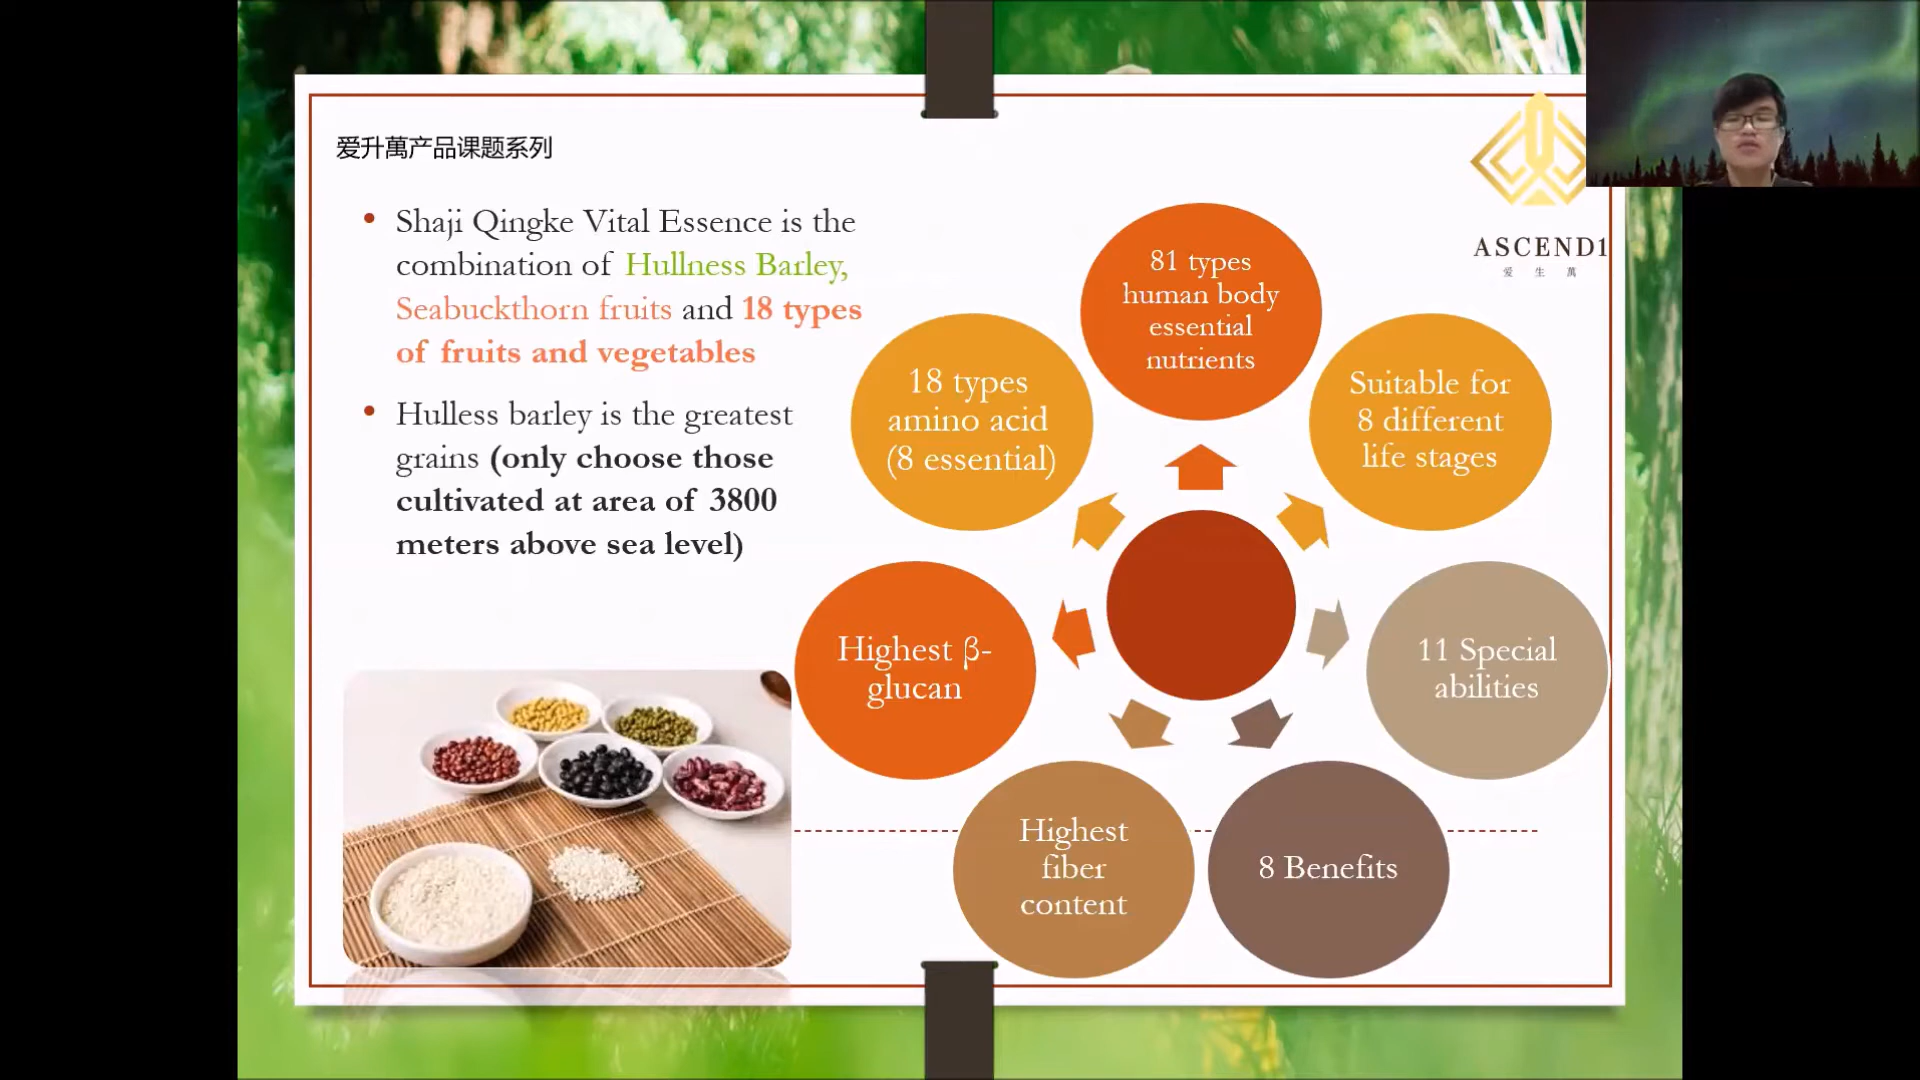 爱升萬产品课题系列
Shaji Qingke Vital Essence is the
combination of Hullness Barley,
Seabuckthorn fruits and 18 types
of fruits and vegetables
Hulless barley is the greatest
grains (only choose those
cultivated at area of 3800
meters above sea level)
ASCEND1
爱 生 萬
81 types
human body
essential
nutrients
Suitable for
8 different
life stages
11 Special
abilities
8 Benefits
Highest
fiber
content
Highest β-
glucan
18 types
amino acid
(8 essential)